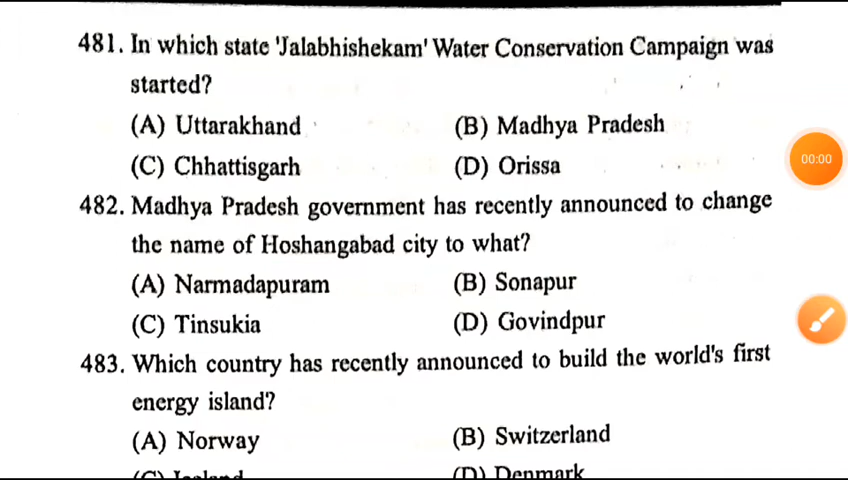 481. In which state 'Jalabhishekam' Water Conservation Campaign was
started?
(A) Uttarakhand (B) Madhya Pradesh
(C) Chhattisgarh (D) Orissa
00:00
482. Madhya Pradesh government has recently announced to change
the name of Hoshangabad city to what?
(A) Narmadapuram (B) Sonapur
(C) Tinsukia (D) Govindpur
483. Which country has recently announced to build the world's first
energy island?
(A) Norway (B) Switzerland
(D) Denmark